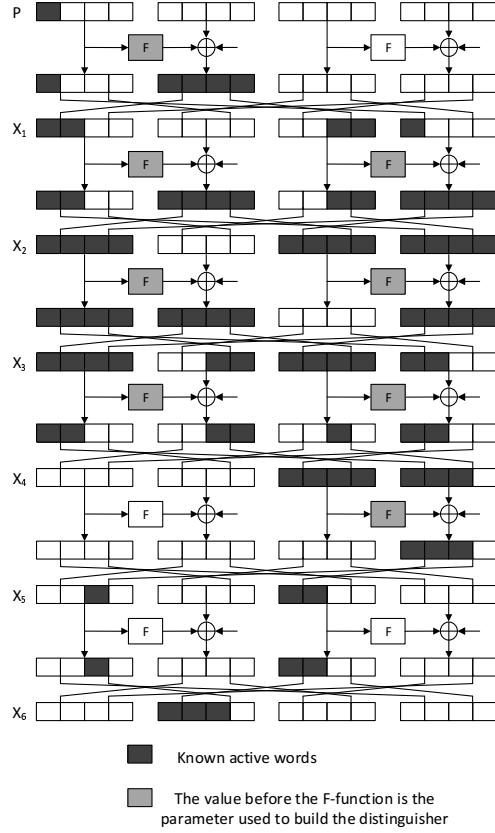 P
F
F
X₁
F
F
X₂
F
F
X₃
F
F
X₄
F
F
X₅
F
F
X₆
Known active words
The value before the F-function is the
parameter used to build the distinguisher